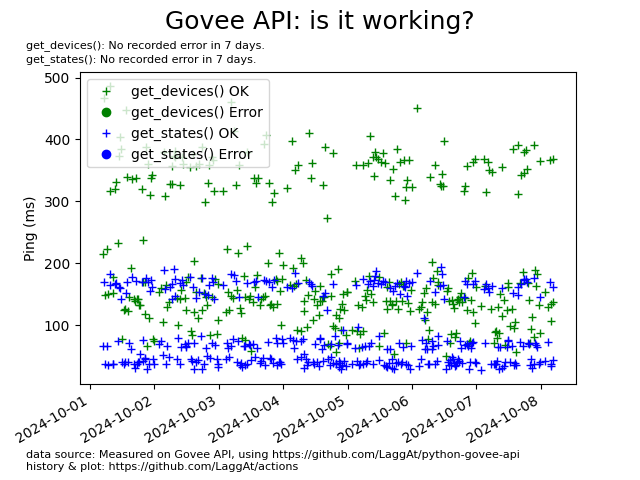 Govee API: is it working?
get_devices(): No recorded error in 7 days.
get_states(): No recorded error in 7 days.
get_devices() OK
get_devices() Error
get_states() OK
get_states() Error
Ping (ms)
500
400
300
200
100
2024-10-01
2024-10-02
2024-10-03
2024-10-04
2024-10-05
2024-10-06
2024-10-07
2024-10-08
data source: Measured on Govee API, using https://github.com/LaggAt/python-govee-api
history & plot: https://github.com/LaggAt/actions